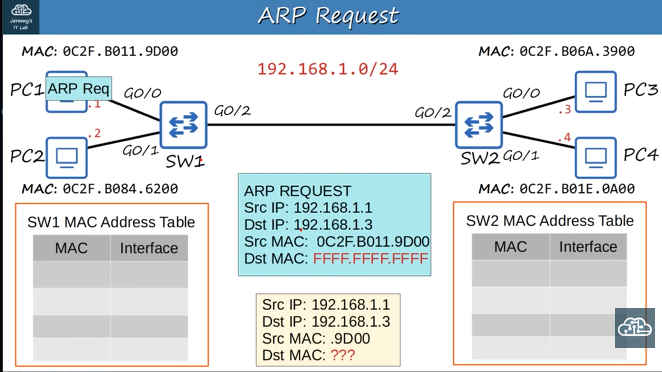 Jeremy's
IT Lab
ARP Request
MAC: 0C2F.B011.9D00
MAC: 0C2F.B06A.3900
192.168.1.0/24
PC1
ARP Req
.1
G0/0
G0/2
G0/2
G0/0
.3
PC3
PC2
.2
G0/1
SW1
SW2
G0/1
.4
PC4
MAC: 0C2F.B084.6200
MAC: 0C2F.B01E.0A00
ARP REQUEST
Src IP: 192.168.1.1
Dst IP: 192.168.1.3
Src MAC: 0C2F.B011.9D00
Dst MAC: FFFF.FFFF.FFFF
SW1 MAC Address Table
MAC Interface
SW2 MAC Address Table
MAC Interface
Src IP: 192.168.1.1
Dst IP: 192.168.1.3
Src MAC: .9D00
Dst MAC: ???